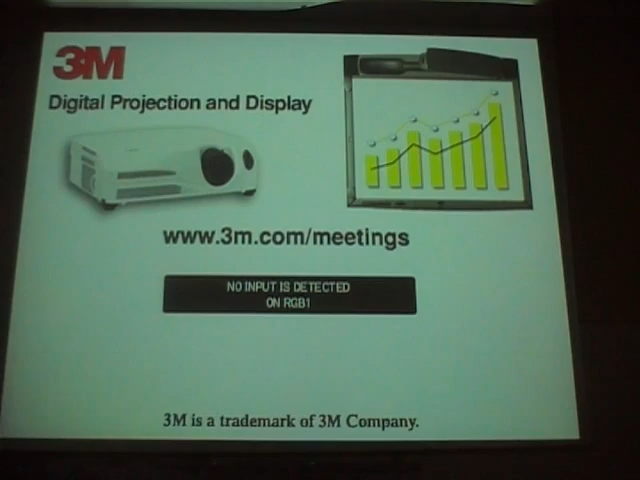 3M
Digital Projection and Display
www.3m.com/meetings
NO INPUT IS DETECTED
ON RGB1
3M is a trademark of 3M Company.